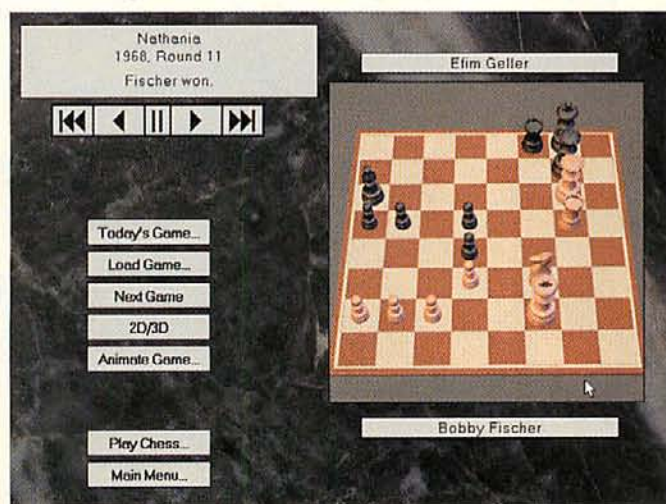 Nathania
1968, Round 11
Fischer won.
Efim Geller
Today's Game...
Load Game...
Next Game
2D/3D
Animate Game...
Play Chess...
Main Menu...
Bobby Fischer